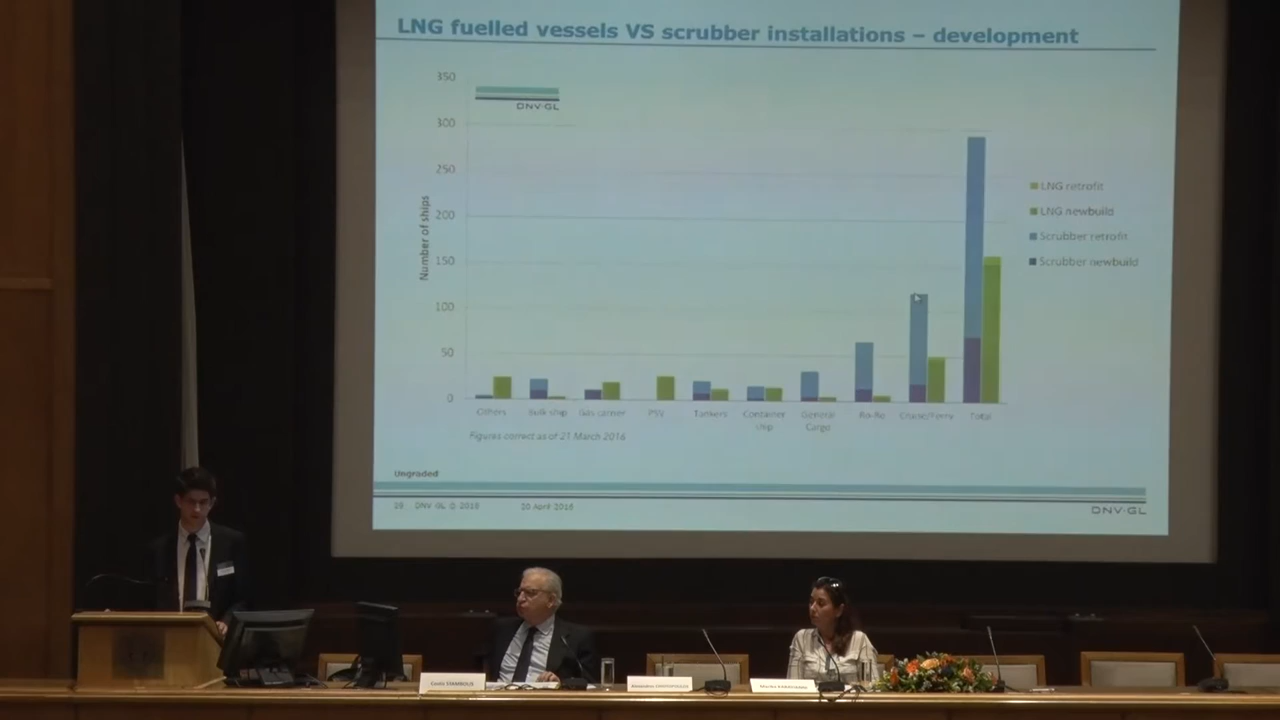 LNG fuelled vessels VS scrubber installations – development
350
300
250
200
150
100
50
0
Number of ships
DNV·GL
LNG retrofit
LNG newbuild
Scrubber retrofit
Scrubber newbuild
Others
Bulk ship
Gas carrier
PSV
Tankers
Container ship
General Cargo
Ro-Ro
Cruise/Ferry
Total
Figures correct as of 21 March 2016
Ungraded
DNV GL © 2016
20 April 2016
DNV·GL